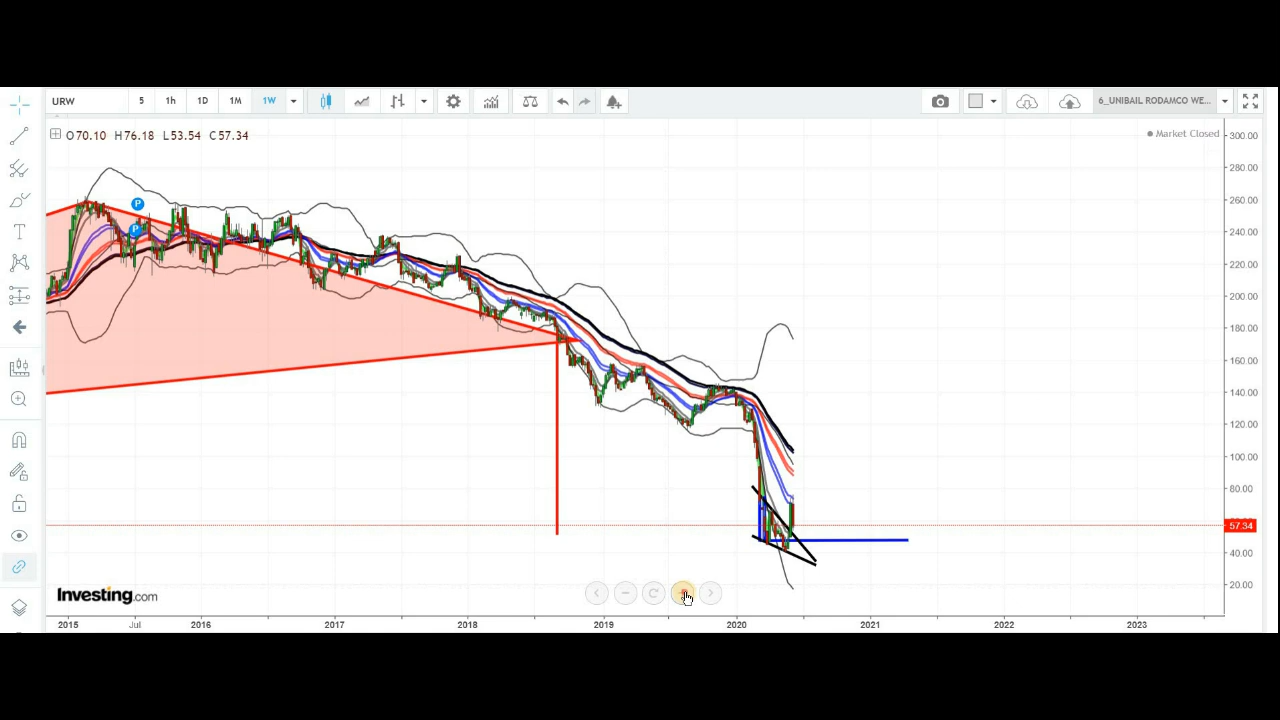 URW 5 1h 1D 1M 1W 6_UNIBAIL RODAMCO WE...
O70.10 H76.18 L53.54 C57.34
Market Closed
300.00
280.00
260.00
240.00
220.00
200.00
180.00
160.00
140.00
120.00
100.00
80.00
57.34
40.00
20.00
P
P
Investing.com
2015 Jul 2016 2017 2018 2019 2020 2021 2022 2023